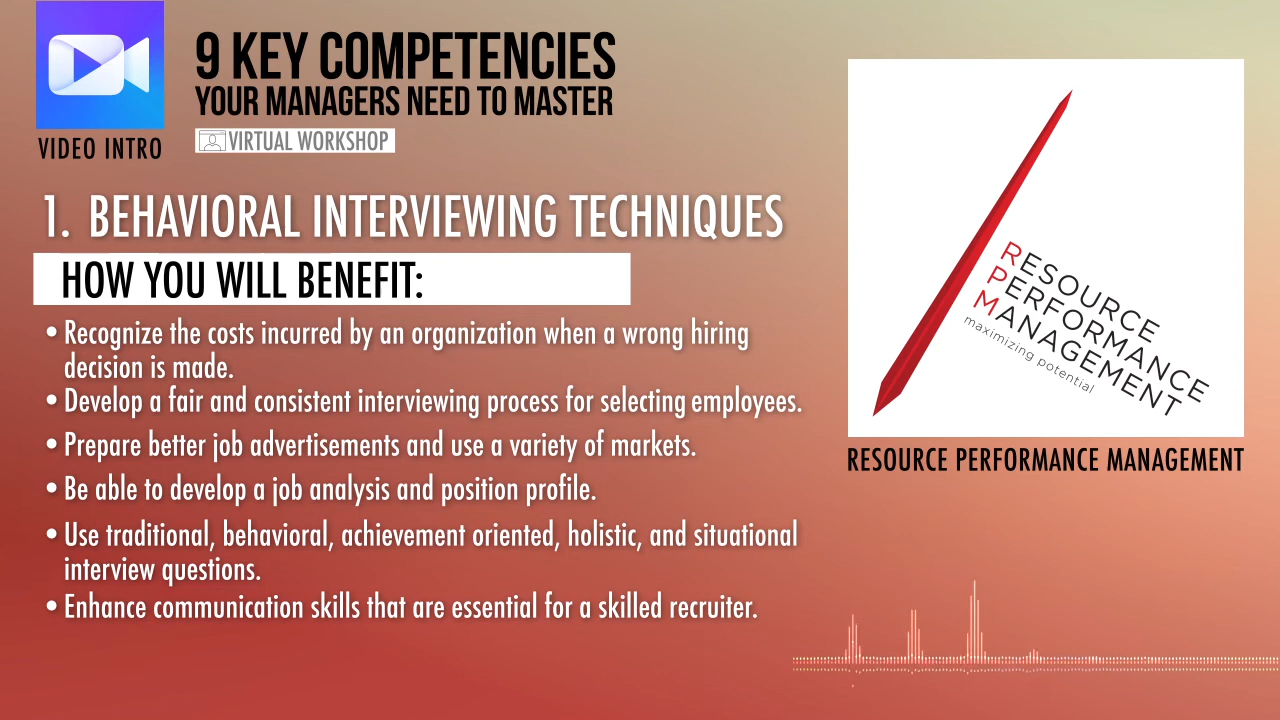 9 KEY COMPETENCIES
YOUR MANAGERS NEED TO MASTER
VIRTUAL WORKSHOP
VIDEO INTRO
1. BEHAVIORAL INTERVIEWING TECHNIQUES
HOW YOU WILL BENEFIT:
• Recognize the costs incurred by an organization when a wrong hiring
decision is made.
• Develop a fair and consistent interviewing process for selecting employees.
• Prepare better job advertisements and use a variety of markets.
• Be able to develop a job analysis and position profile.
• Use traditional, behavioral, achievement oriented, holistic, and situational
interview questions.
• Enhance communication skills that are essential for a skilled recruiter.
RESOURCE
PERFORMANCE
MANAGEMENT
maximizing potential
RESOURCE PERFORMANCE MANAGEMENT